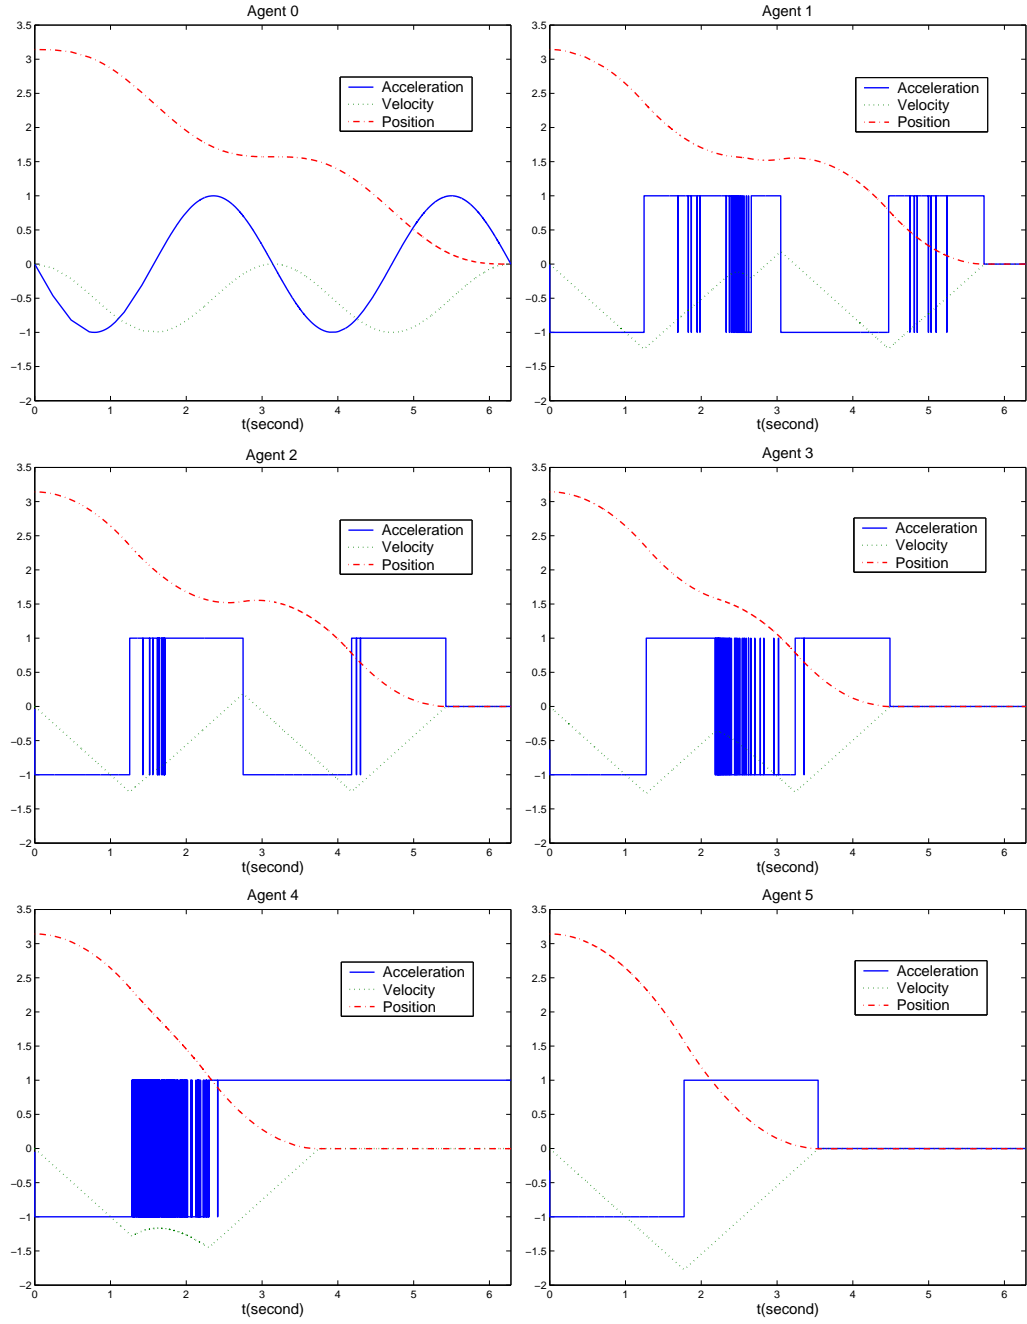 Agent 0
3.5
3
2.5
2
1.5
1
0.5
0
−0.5
−1
−1.5
−2
0 1 2 3 4 5 6
t(second)
Acceleration
Velocity
Position
Agent 1
3.5
3
2.5
2
1.5
1
0.5
0
−0.5
−1
−1.5
−2
0 1 2 3 4 5 6
t(second)
Acceleration
Velocity
Position
Agent 2
3.5
3
2.5
2
1.5
1
0.5
0
−0.5
−1
−1.5
−2
0 1 2 3 4 5 6
t(second)
Acceleration
Velocity
Position
Agent 3
3.5
3
2.5
2
1.5
1
0.5
0
−0.5
−1
−1.5
−2
0 1 2 3 4 5 6
t(second)
Acceleration
Velocity
Position
Agent 4
3.5
3
2.5
2
1.5
1
0.5
0
−0.5
−1
−1.5
−2
0 1 2 3 4 5 6
t(second)
Acceleration
Velocity
Position
Agent 5
3.5
3
2.5
2
1.5
1
0.5
0
−0.5
−1
−1.5
−2
0 1 2 3 4 5 6
t(second)
Acceleration
Velocity
Position